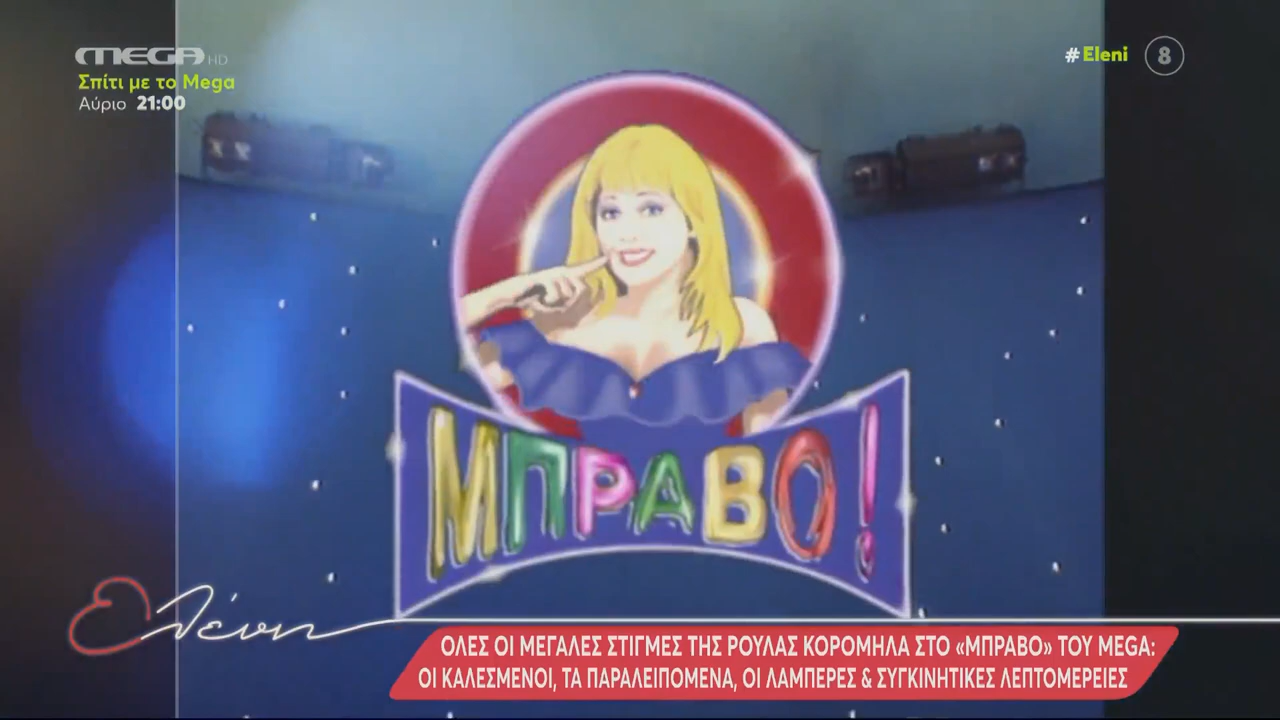 MEGA HD
Σπίτι με το Mega
Αύριο 21:00
#Eleni 8
ΜΠΡΑΒΟ!
Ελένη
ΟΛΕΣ ΟΙ ΜΕΓΑΛΕΣ ΣΤΙΓΜΕΣ ΤΗΣ ΡΟΥΛΑΣ ΚΟΡΟΜΗΛΑ ΣΤΟ «ΜΠΡΑΒΟ» ΤΟΥ MEGA:
ΟΙ ΚΑΛΕΣΜΕΝΟΙ, ΤΑ ΠΑΡΑΛΕΙΠΟΜΕΝΑ, ΟΙ ΛΑΜΠΕΡΕΣ & ΣΥΓΚΙΝΗΤΙΚΕΣ ΛΕΠΤΟΜΕΡΕΙΕΣ